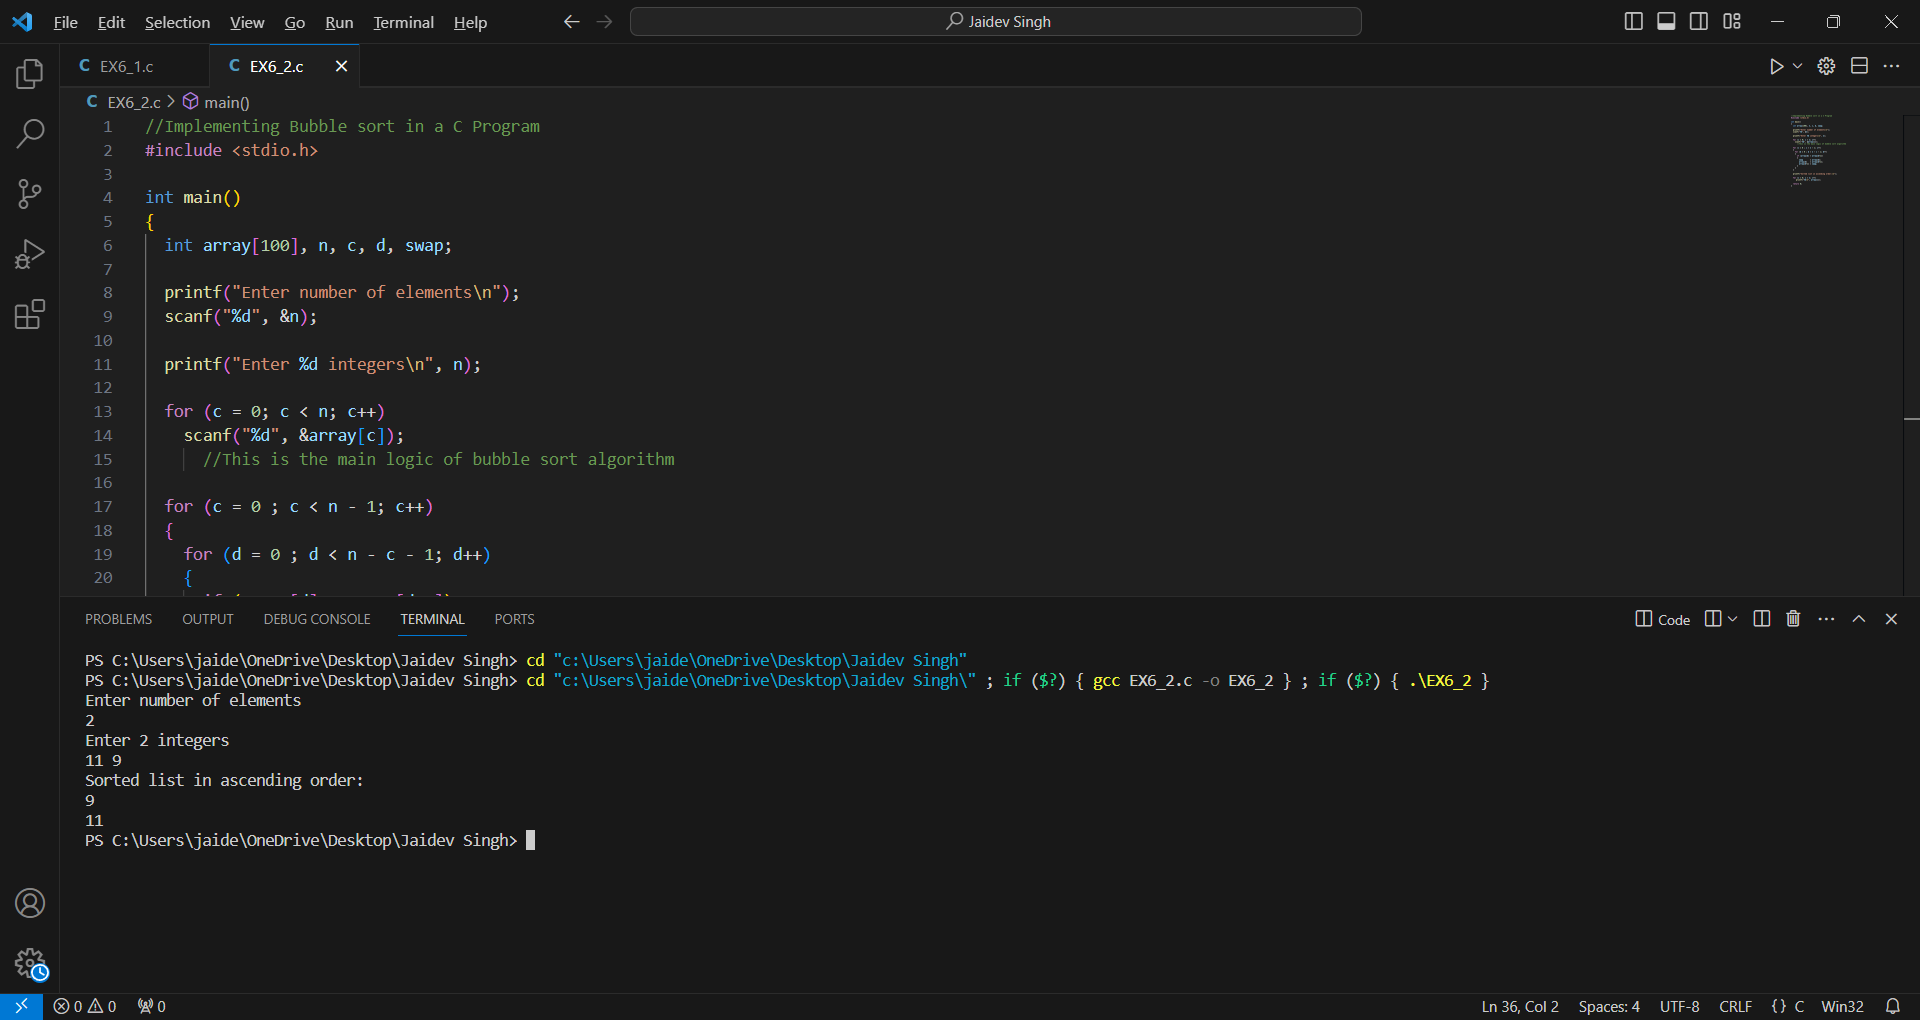 File Edit Selection View Go Run Terminal Help Jaidev Singh
EX6_1.c EX6_2.c
EX6_2.c > main()
1 //Implementing Bubble sort in a C Program
2 #include <stdio.h>
3
4 int main()
5 {
6 int array[100], n, c, d, swap;
7
8 printf("Enter number of elements\n");
9 scanf("%d", &n);
10
11 printf("Enter %d integers\n", n);
12
13 for (c = 0; c < n; c++)
14 scanf("%d", &array[c]);
15 //This is the main logic of bubble sort algorithm
16
17 for (c = 0 ; c < n - 1; c++)
18 {
19 for (d = 0 ; d < n - c - 1; d++)
20 {
PROBLEMS OUTPUT DEBUG CONSOLE TERMINAL PORTS Code
PS C:\Users\jaide\OneDrive\Desktop\Jaidev Singh> cd "c:\Users\jaide\OneDrive\Desktop\Jaidev Singh"
PS C:\Users\jaide\OneDrive\Desktop\Jaidev Singh> cd "c:\Users\jaide\OneDrive\Desktop\Jaidev Singh\" ; if ($?) { gcc EX6_2.c -o EX6_2 } ; if ($?) { .\EX6_2 }
Enter number of elements
2
Enter 2 integers
11 9
Sorted list in ascending order:
9
11
PS C:\Users\jaide\OneDrive\Desktop\Jaidev Singh>
0 0 0 Ln 36, Col 2 Spaces: 4 UTF-8 CRLF {} C Win32